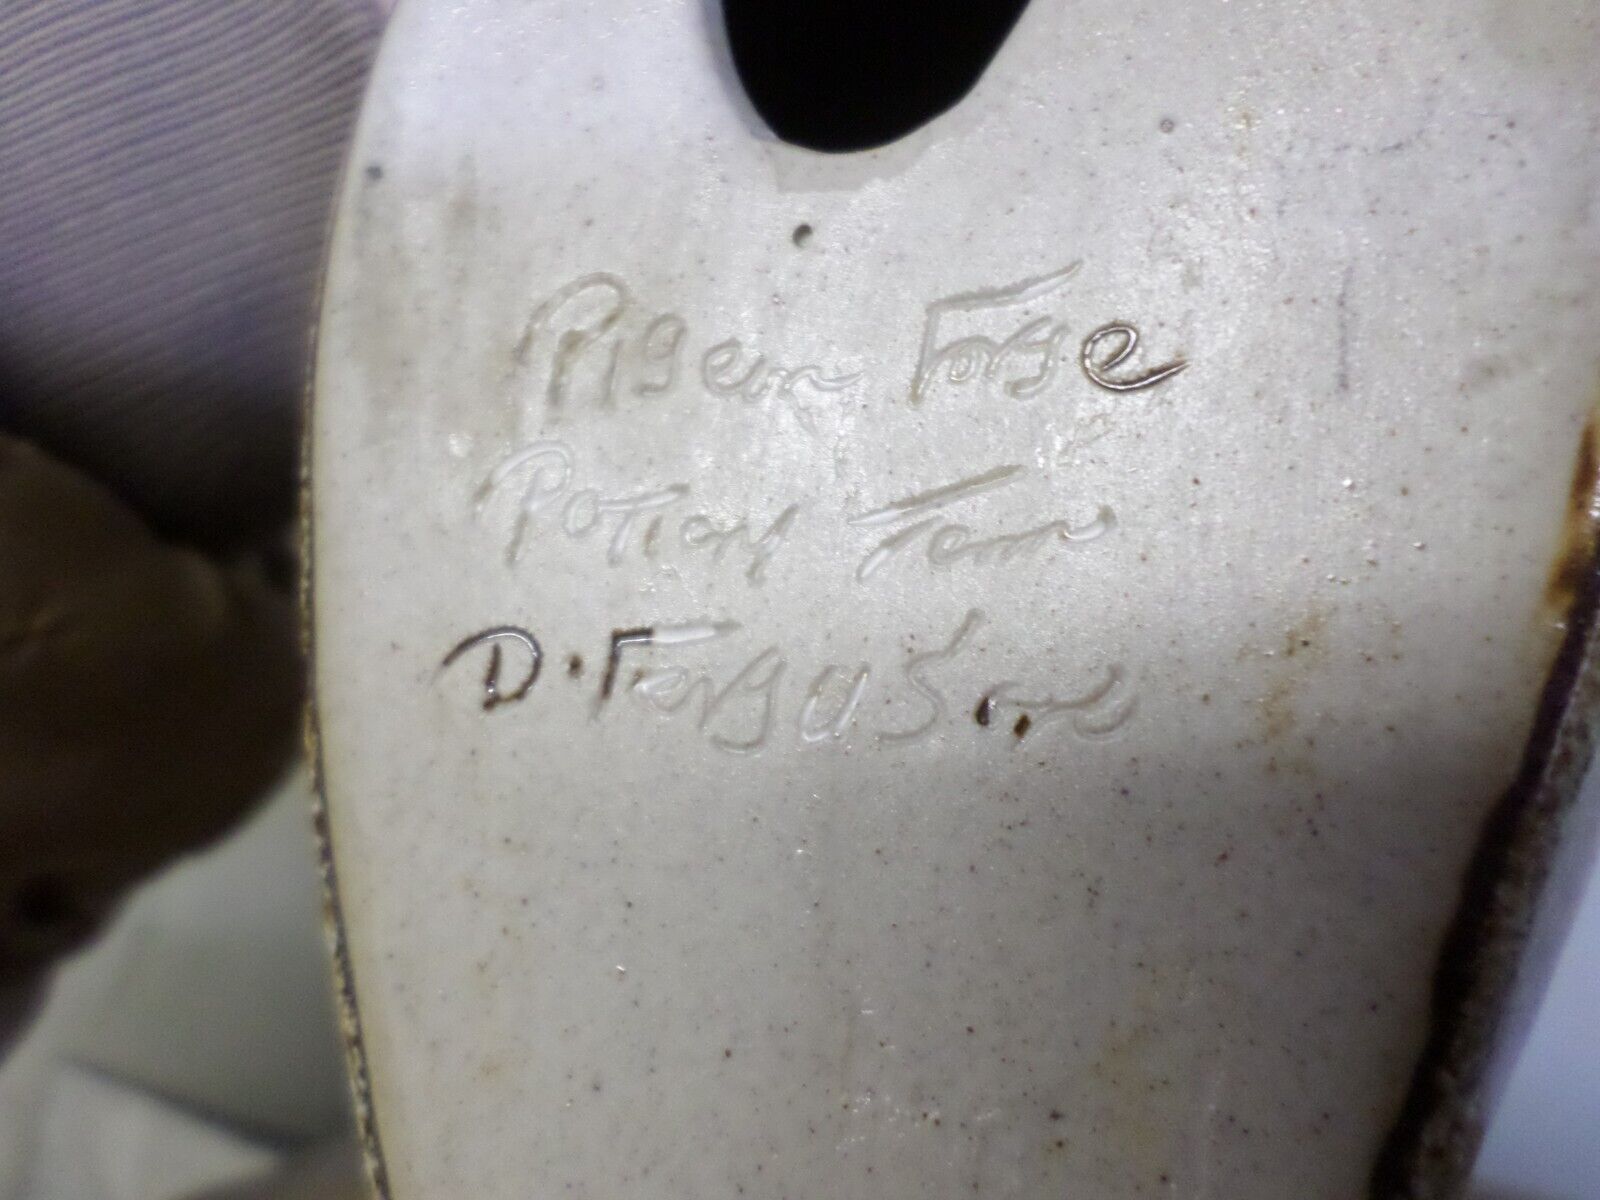 Pigeon Forge
Pottery Tenn
D. Ferguson